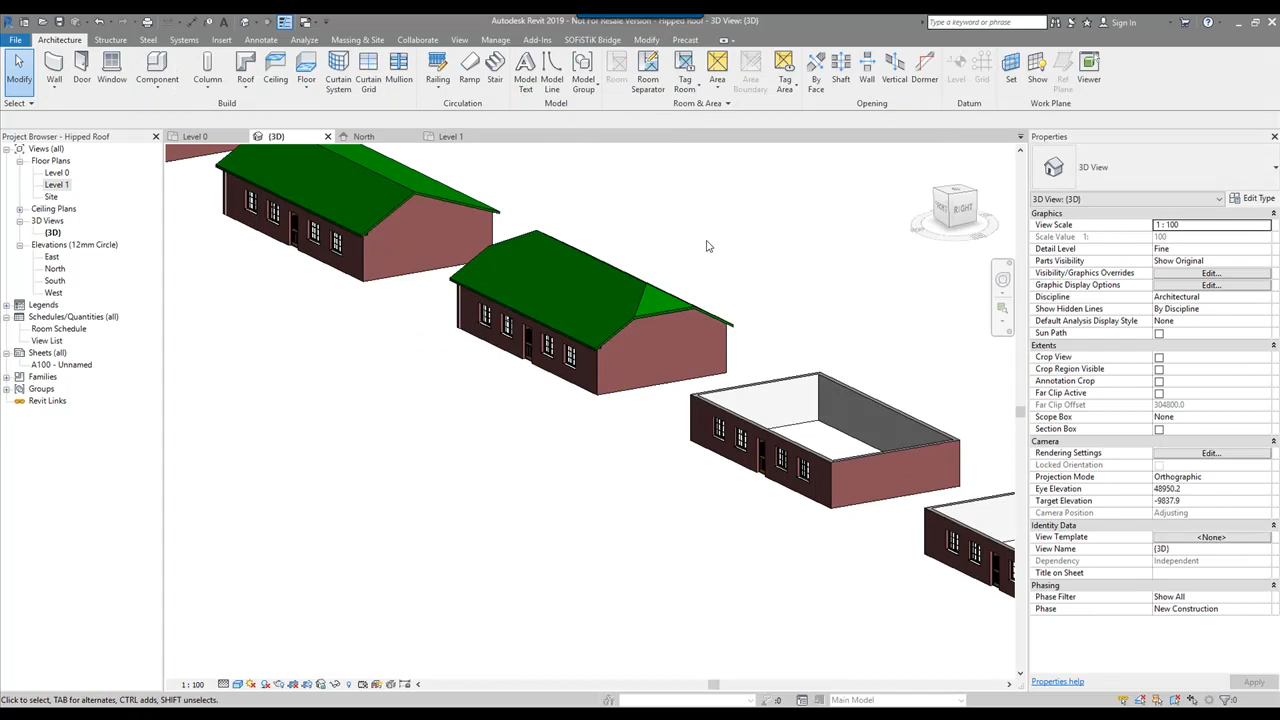 Autodesk Revit 2019 - Not For Resale Version - Hipped Roof - 3D View: {3D}
Type a keyword or phrase
Sign In
File Architecture Structure Steel Systems Insert Annotate Analyze Massing & Site Collaborate View Manage Add-Ins SOFiSTiK Bridge Modify Precast
Modify Wall Door Window Component Column Roof Ceiling Floor Curtain System Curtain Grid Mullion Railing Ramp Stair Model Text Model Line Model Group Room Room Separator Tag Room Area Area Boundary Tag Area By Face Shaft Wall Vertical Dormer Level Grid Set Show Ref Plane Viewer
Select Build Circulation Model Room & Area Opening Datum Work Plane
Project Browser - Hipped Roof
Views (all)
Floor Plans
Level 0
Level 1
Site
Ceiling Plans
3D Views
{3D}
Elevations (12mm Circle)
East
North
South
West
Legends
Schedules/Quantities (all)
Room Schedule
View List
Sheets (all)
A100 - Unnamed
Families
Groups
Revit Links
Level 0 {3D} North Level 1
RIGHT
Properties
3D View
3D View: {3D} Edit Type
Graphics
View Scale 1 : 100
Scale Value 1: 100
Detail Level Fine
Parts Visibility Show Original
Visibility/Graphics Overrides Edit...
Graphic Display Options Edit...
Discipline Architectural
Show Hidden Lines By Discipline
Default Analysis Display Style None
Sun Path
Extents
Crop View
Crop Region Visible
Annotation Crop
Far Clip Active
Far Clip Offset 304800.0
Scope Box None
Section Box
Camera
Rendering Settings Edit...
Locked Orientation
Projection Mode Orthographic
Eye Elevation 48950.2
Target Elevation -9837.9
Camera Position Adjusting
Identity Data
View Template <None>
View Name {3D}
Dependency Independent
Title on Sheet
Phasing
Phase Filter Show All
Phase New Construction
Properties help Apply
1 : 100
Click to select, TAB for alternates, CTRL adds, SHIFT unselects.
:0 Main Model :0